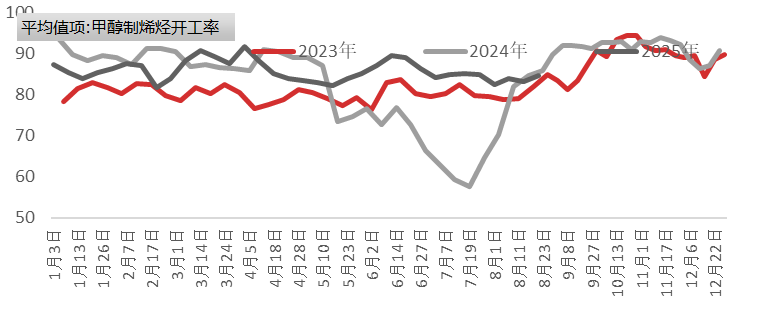 平均值项:甲醇制烯烃开工率
2023年
2024年
2025年
100
90
80
70
60
50
1月3日
1月13日
1月26日
2月7日
2月17日
3月1日
3月14日
3月24日
4月5日
4月18日
4月28日
5月10日
5月23日
6月2日
6月14日
6月27日
7月7日
7月19日
8月1日
8月11日
8月23日
9月8日
9月27日
10月13日
11月1日
11月17日
12月6日
12月22日